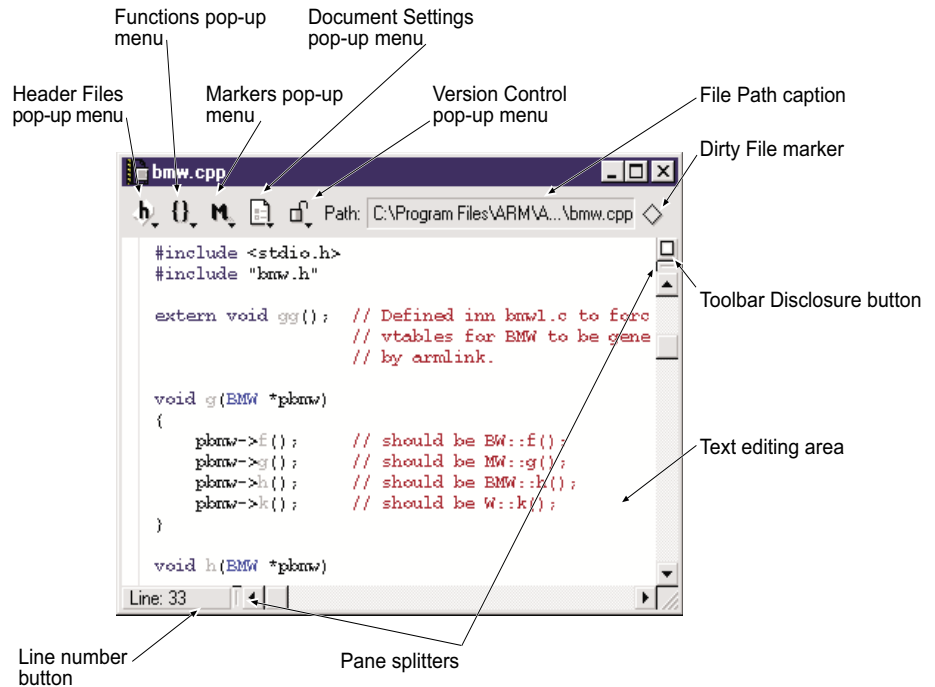 Functions pop-up
menu
Document Settings
pop-up menu
Header Files
pop-up menu
Markers pop-up
menu
Version Control
pop-up menu
File Path caption
Dirty File marker
bmw.cpp
h {} M Path: C:\Program Files\ARM\A...\bmw.cpp
#include <stdio.h>
#include "bmw.h"
Toolbar Disclosure button
extern void gg(); // Defined inn bmw1.c to forc
// vtables for BMW to be gene
// by armlink.
void g(BMW *pbmw)
{
pbmw->f(); // should be BW::f();
pbmw->g(); // should be MW::g();
pbmw->h(); // should be BMW::h();
pbmw->k(); // should be W::k();
}
Text editing area
void h(BMW *pbmw)
Line: 33
Line number
button
Pane splitters